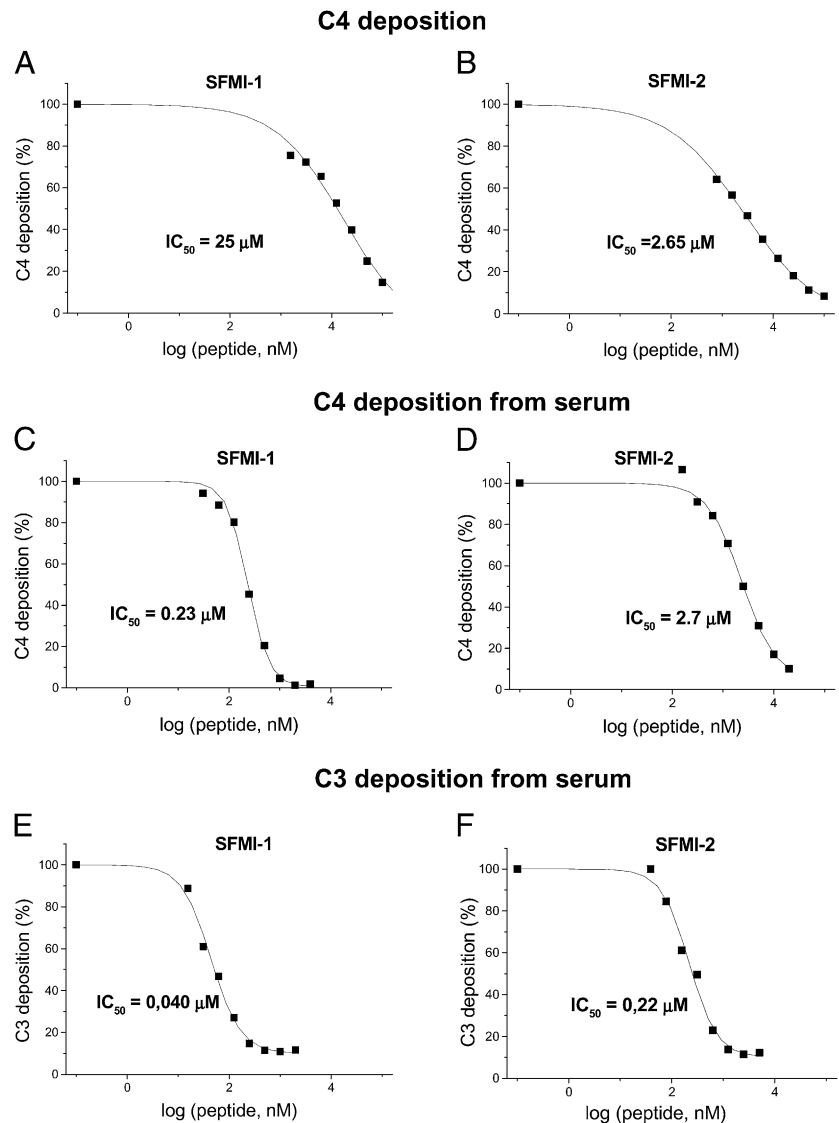 C4 deposition
A
SFMI-1
C4 deposition (%)
100
80
60
40
20
0
IC50 = 25 μM
0 2 4
log (peptide, nM)
B
SFMI-2
C4 deposition (%)
100
80
60
40
20
0
IC50 =2.65 μM
0 2 4
log (peptide, nM)
C4 deposition from serum
C
SFMI-1
C4 deposition (%)
100
80
60
40
20
0
IC50 = 0.23 μM
0 2 4
log (peptide, nM)
D
SFMI-2
C4 deposition (%)
100
80
60
40
20
0
IC50 = 2.7 μM
0 2 4
log (peptide, nM)
C3 deposition from serum
E
SFMI-1
C3 deposition (%)
100
80
60
40
20
0
IC50 = 0,040 μM
0 2 4
log (peptide, nM)
F
SFMI-2
C3 deposition (%)
100
80
60
40
20
0
IC50 = 0,22 μM
0 2 4
log (peptide, nM)